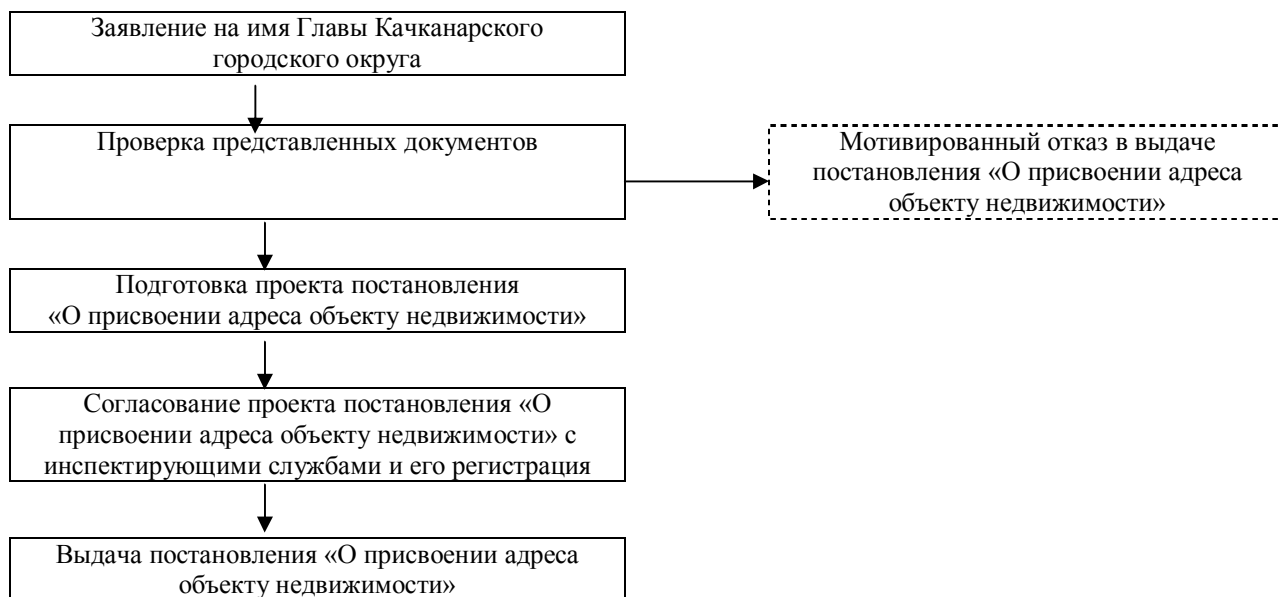 Заявление на имя Главы Качканарского
городского округа
Проверка представленных документов
Мотивированный отказ в выдаче
постановления «О присвоении адреса
объекту недвижимости»
Подготовка проекта постановления
«О присвоении адреса объекту недвижимости»
Согласование проекта постановления «О
присвоении адреса объекту недвижимости» с
инспектирующими службами и его регистрация
Выдача постановления «О присвоении адреса
объекту недвижимости»